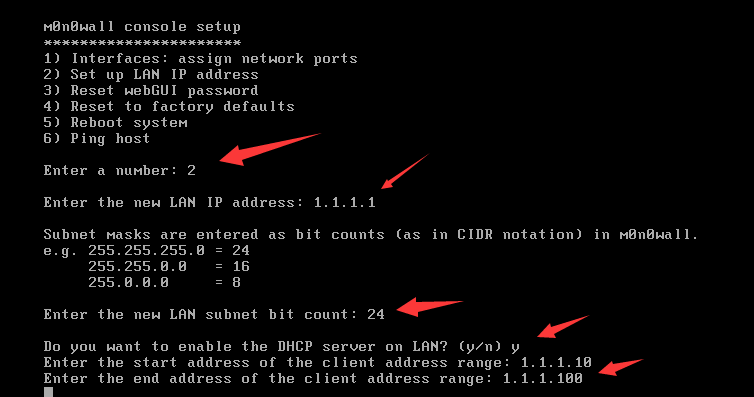 m0n0wall console setup
**********************
1) Interfaces: assign network ports
2) Set up LAN IP address
3) Reset webGUI password
4) Reset to factory defaults
5) Reboot system
6) Ping host
Enter a number: 2
Enter the new LAN IP address: 1.1.1.1
Subnet masks are entered as bit counts (as in CIDR notation) in m0n0wall.
e.g. 255.255.255.0 = 24
255.255.0.0 = 16
255.0.0.0 = 8
Enter the new LAN subnet bit count: 24
Do you want to enable the DHCP server on LAN? (y/n) y
Enter the start address of the client address range: 1.1.1.10
Enter the end address of the client address range: 1.1.1.100